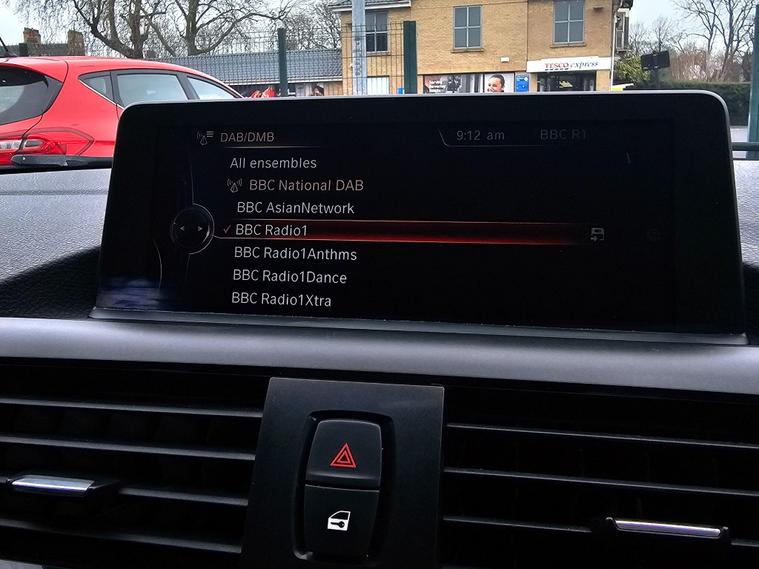 TESCO express
DAB/DMB 9:12 am BBC R1
All ensembles
BBC National DAB
BBC AsianNetwork
BBC Radio1
BBC Radio1Anthms
BBC Radio1Dance
BBC Radio1Xtra